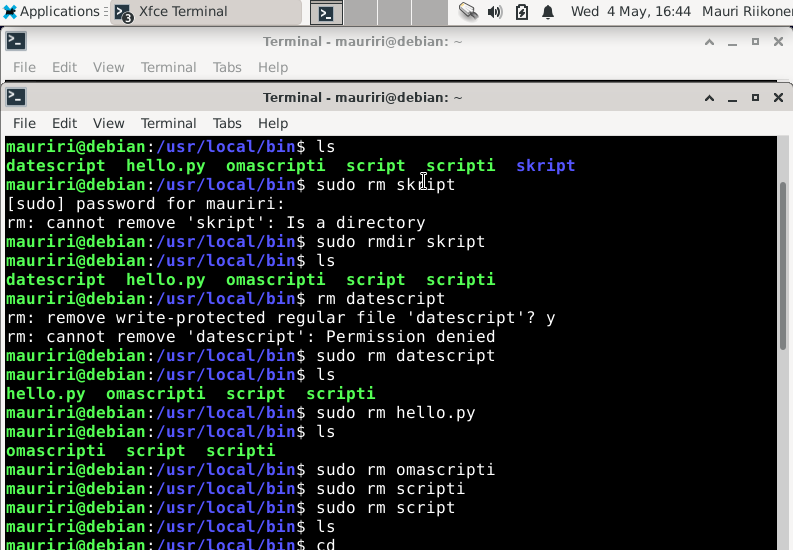 Applications
3
Xfce Terminal
Wed 4 May, 16:44
Mauri Riikone
Terminal - mauriri@debian: ~
File Edit View Terminal Tabs Help
Terminal - mauriri@debian: ~
File Edit View Terminal Tabs Help
mauriri@debian:/usr/local/bin$ ls
datescript hello.py omascripti script scripti skript
mauriri@debian:/usr/local/bin$ sudo rm skript
[sudo] password for mauriri:
rm: cannot remove 'skript': Is a directory
mauriri@debian:/usr/local/bin$ sudo rmdir skript
mauriri@debian:/usr/local/bin$ ls
datescript hello.py omascripti script scripti
mauriri@debian:/usr/local/bin$ rm datescript
rm: remove write-protected regular file 'datescript'? y
rm: cannot remove 'datescript': Permission denied
mauriri@debian:/usr/local/bin$ sudo rm datescript
mauriri@debian:/usr/local/bin$ ls
hello.py omascripti script scripti
mauriri@debian:/usr/local/bin$ sudo rm hello.py
mauriri@debian:/usr/local/bin$ ls
omascripti script scripti
mauriri@debian:/usr/local/bin$ sudo rm omascripti
mauriri@debian:/usr/local/bin$ sudo rm scripti
mauriri@debian:/usr/local/bin$ sudo rm script
mauriri@debian:/usr/local/bin$ ls
mauriri@debian:/usr/local/bin$ cd